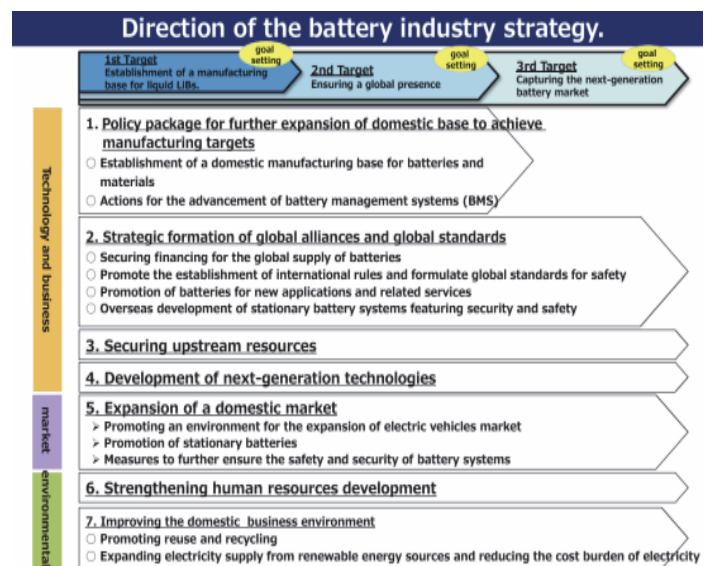 Direction of the battery industry strategy.
goal
setting
1st Target
Establishment of a manufacturing
base for liquid LIBs.
goal
setting
2nd Target
Ensuring a global presence
goal
setting
3rd Target
Capturing the next-generation
battery market
Technology and business
1. Policy package for further expansion of domestic base to achieve
manufacturing targets
○ Establishment of a domestic manufacturing base for batteries and
materials
○ Actions for the advancement of battery management systems (BMS)
2. Strategic formation of global alliances and global standards
○ Securing financing for the global supply of batteries
○ Promote the establishment of international rules and formulate global standards for safety
○ Promotion of batteries for new applications and related services
○ Overseas development of stationary battery systems featuring security and safety
3. Securing upstream resources
4. Development of next-generation technologies
market
5. Expansion of a domestic market
➢ Promoting an environment for the expansion of electric vehicles market
➢ Promotion of stationary batteries
➢ Measures to further ensure the safety and security of battery systems
environmental
6. Strengthening human resources development
7. Improving the domestic business environment
○ Promoting reuse and recycling
○ Expanding electricity supply from renewable energy sources and reducing the cost burden of electricity